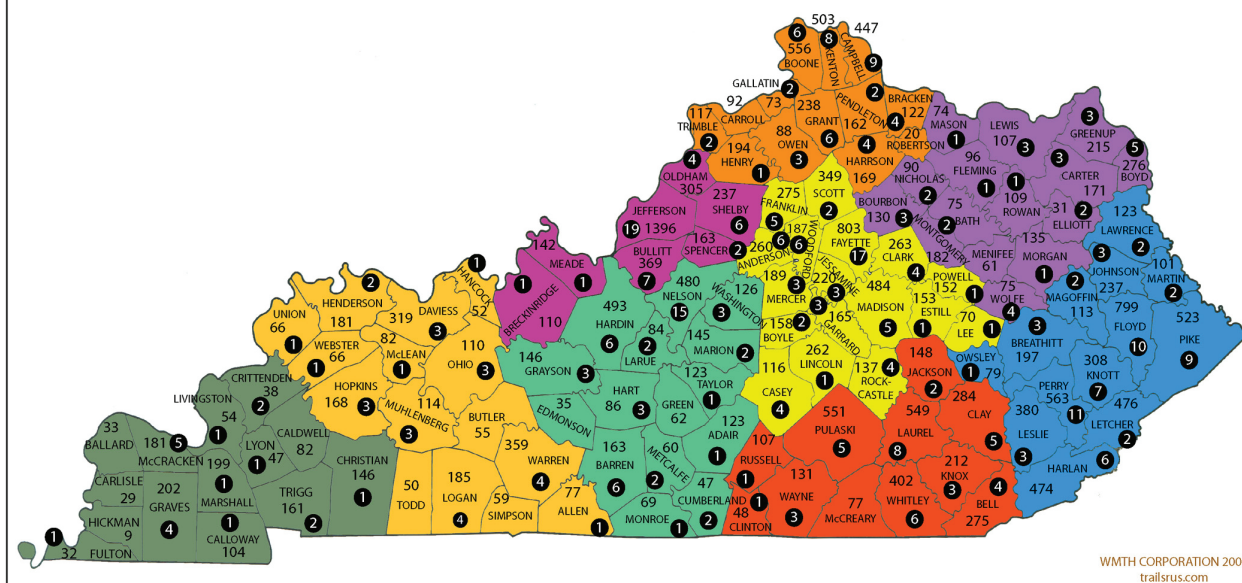 503
447
6
8
556
BOONE
KENTON
CAMPBELL
9
GALLATIN
2
2
BRACKEN
92
73
238
PENDLETON
122
117
CARROLL
GRANT
162
4
TRIMBLE
88
6
4
20
2
194
OWEN
HARRSON
ROBERTSON
HENRY
3
169
1
74
MASON
1
LEWIS
107
3
3
GREENUP
215
5
276
BOYD
96
FLEMING
1
1
109
ROWAN
3
CARTER
171
90
NICHOLAS
2
75
2
BATH
31
2
ELLIOTT
BOURBON
130
3
MONTGOMERY
182
MENIFEE
61
135
MORGAN
1
75
WOLFE
4
4
OLDHAM
305
237
SHELBY
6
JEFFERSON
19
1396
163
SPENCER
2
BULLITT
369
7
142
MEADE
1
1
BRECKINRIDGE
110
349
SCOTT
2
275
FRANKLIN
5
187
WOODFORD
6
6
260
ANDERSON
803
FAYETTE
17
263
CLARK
4
189
MERCER
3
220
JESSAMINE
3
3
484
MADISON
5
POWELL
152
1
153
ESTILL
1
70
LEE
1
158
BOYLE
2
165
GARRARD
262
LINCOLN
1
137
ROCK-
CASTLE
4
116
CASEY
4
123
LAWRENCE
3
2
JOHNSON
237
101
MARTIN
2
2
MAGOFFIN
113
799
FLOYD
10
523
PIKE
9
3
BREATHITT
197
OWSLEY
1
79
308
KNOTT
7
PERRY
563
11
476
LETCHER
2
380
LESLIE
3
HARLAN
6
474
HANCOCK
1
52
2
HENDERSON
181
319
DAVIESS
3
UNION
66
1
WEBSTER
66
1
82
McLEAN
1
110
OHIO
3
HOPKINS
168
3
MUHLENBERG
114
3
BUTLER
55
359
WARREN
4
50
TODD
185
LOGAN
4
59
SIMPSON
77
ALLEN
1
493
HARDIN
6
480
NELSON
15
126
WASHINGTON
3
84
2
LARUE
145
MARION
2
146
GRAYSON
3
35
EDMONSON
HART
86
3
123
TAYLOR
1
GREEN
62
123
ADAIR
1
163
BARREN
6
60
METCALFE
2
69
MONROE
1
47
CUMBERLAND
2
148
JACKSON
2
284
CLAY
5
551
PULASKI
5
549
LAUREL
8
107
RUSSELL
1
1
48
CLINTON
131
WAYNE
3
77
McCREARY
402
WHITLEY
6
212
KNOX
3
4
BELL
275
CRITTENDEN
38
2
LIVINGSTON
54
1
LYON
1
47
CALDWELL
82
CHRISTIAN
146
1
33
BALLARD
181
5
McCRACKEN
199
1
MARSHALL
CARLISLE
29
202
GRAVES
4
TRIGG
161
2
HICKMAN
9
1
CALLOWAY
104
1
32
FULTON
WMTH CORPORATION 200
trailsrus.com